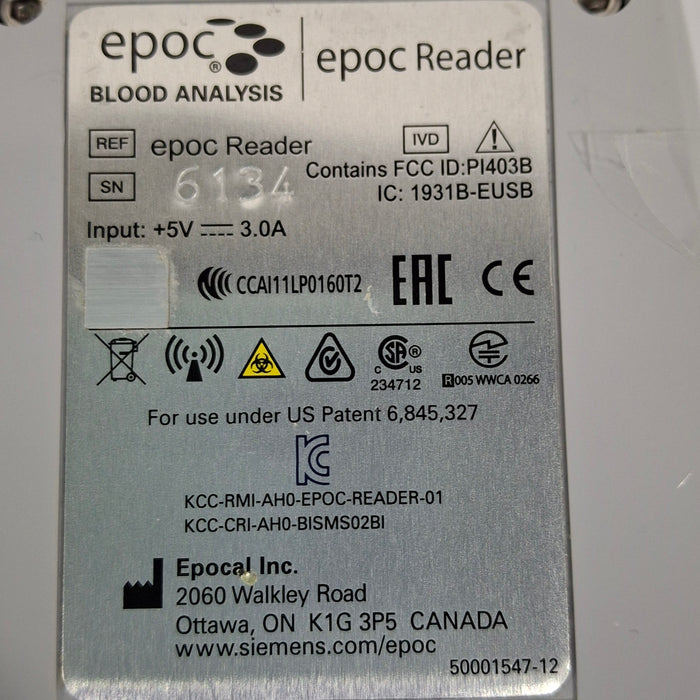 epoc®
BLOOD ANALYSIS
epoc Reader
REF epoc Reader
IVD
SN 6134
Contains FCC ID:PI403B
IC: 1931B-EUSB
Input: +5V 3.0A
CCAI11LP0160T2
EAC CE
SA®
C US
234712
R 005 WWCA 0266
For use under US Patent 6,845,327
KC
KCC-RMI-AH0-EPOC-READER-01
KCC-CRI-AH0-BISMS02BI
Epocal Inc.
2060 Walkley Road
Ottawa, ON K1G 3P5 CANADA
www.siemens.com/epoc
50001547-12